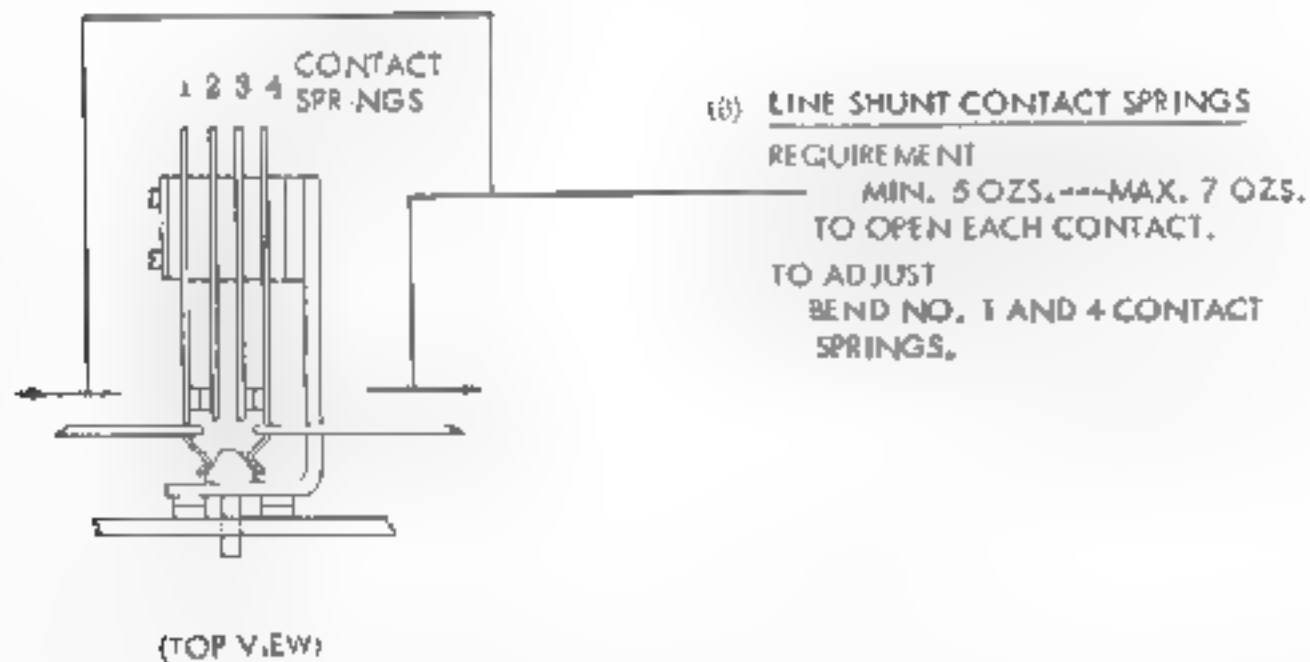 1 2 3 4 CONTACT
SPRINGS
LINE SHUNT CONTACT SPRINGS
REQUIREMENT
MIN. 5 OZS.---MAX. 7 OZS.
TO OPEN EACH CONTACT.
TO ADJUST
BEND NO. 1 AND 4 CONTACT
SPRINGS.
(TOP VIEW)